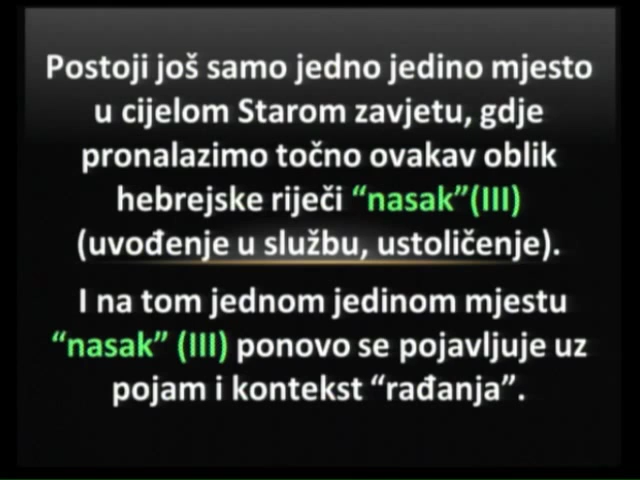 Postoji još samo jedno jedino mjesto
u cijelom Starom zavjetu, gdje
pronalazimo točno ovakav oblik
hebrejske riječi “nasak”(III)
(uvođenje u službu, ustoličenje).
I na tom jednom jedinom mjestu
“nasak” (III) ponovo se pojavljuje uz
pojam i kontekst “rađanja”.